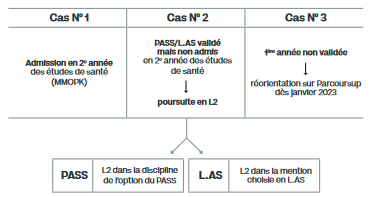 Cas N° 1
Cas N° 2
Cas N° 3
Admission en 2e année
des études de santé
(MMOPK)
PASS/L.AS validé
mais non admis
en 2e année des études
de santé
poursuite en L2
1ère année non validée
réorientation sur Parcoursup
dès janvier 2023
PASS
L2 dans la discipline
de l'option du PASS
L.AS
L2 dans la mention
choisie en L.AS